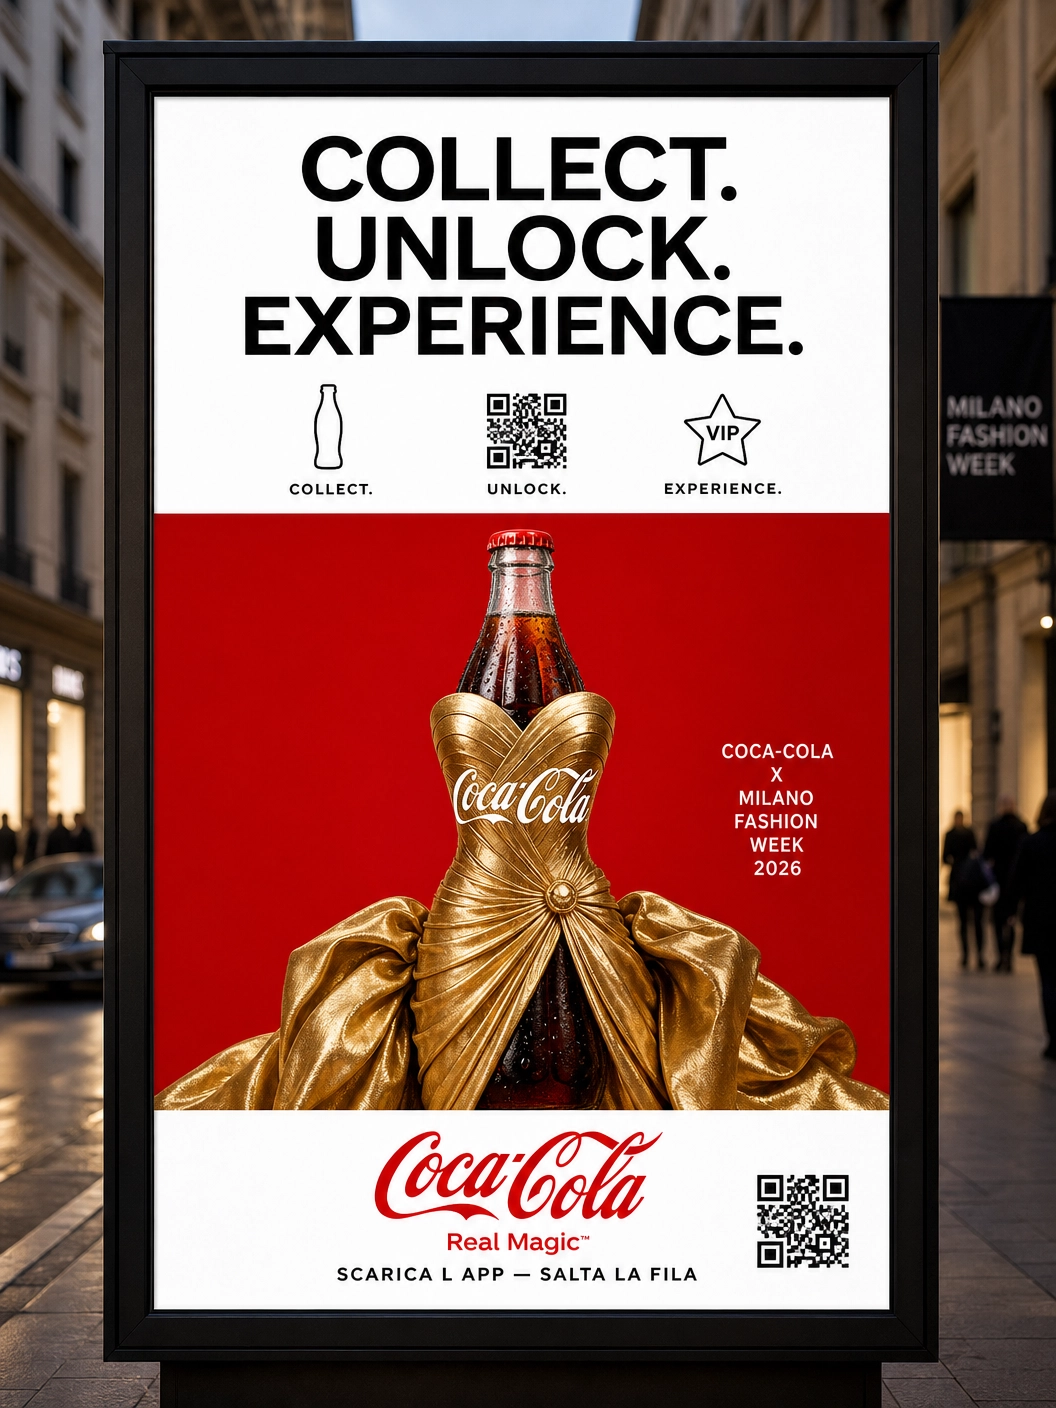 COLLECT.
UNLOCK.
EXPERIENCE.
VIP
COLLECT.
UNLOCK.
EXPERIENCE.
MILANO
FASHION
WEEK
Coca-Cola
COCA-COLA
X
MILANO
FASHION
WEEK
2026
Coca-Cola
Real Magic™
SCARICA L APP — SALTA LA FILA